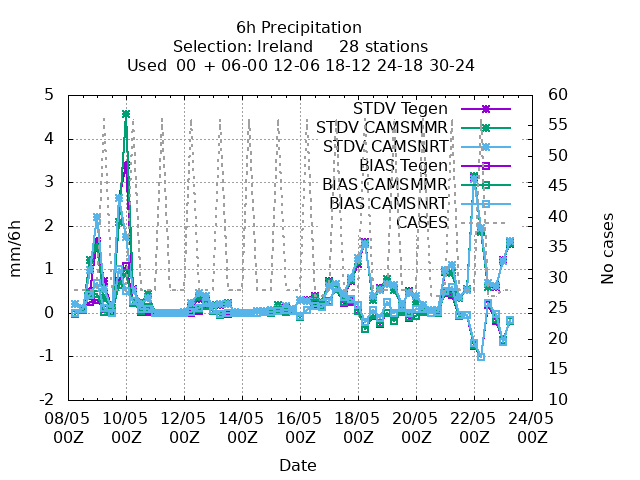 6h Precipitation
Selection: Ireland 28 stations
Used 00 + 06-00 12-06 18-12 24-18 30-24
5
4
3
2
1
0
-1
-2
mm/6h
60
55
50
45
40
35
30
25
20
15
10
No cases
STDV Tegen
STDV CAMSMMR
STDV CAMSNRT
BIAS Tegen
BIAS CAMSMMR
BIAS CAMSNRT
CASES
08/05 10/05 12/05 14/05 16/05 18/05 20/05 22/05 24/05
00Z 00Z 00Z 00Z 00Z 00Z 00Z 00Z 00Z
Date